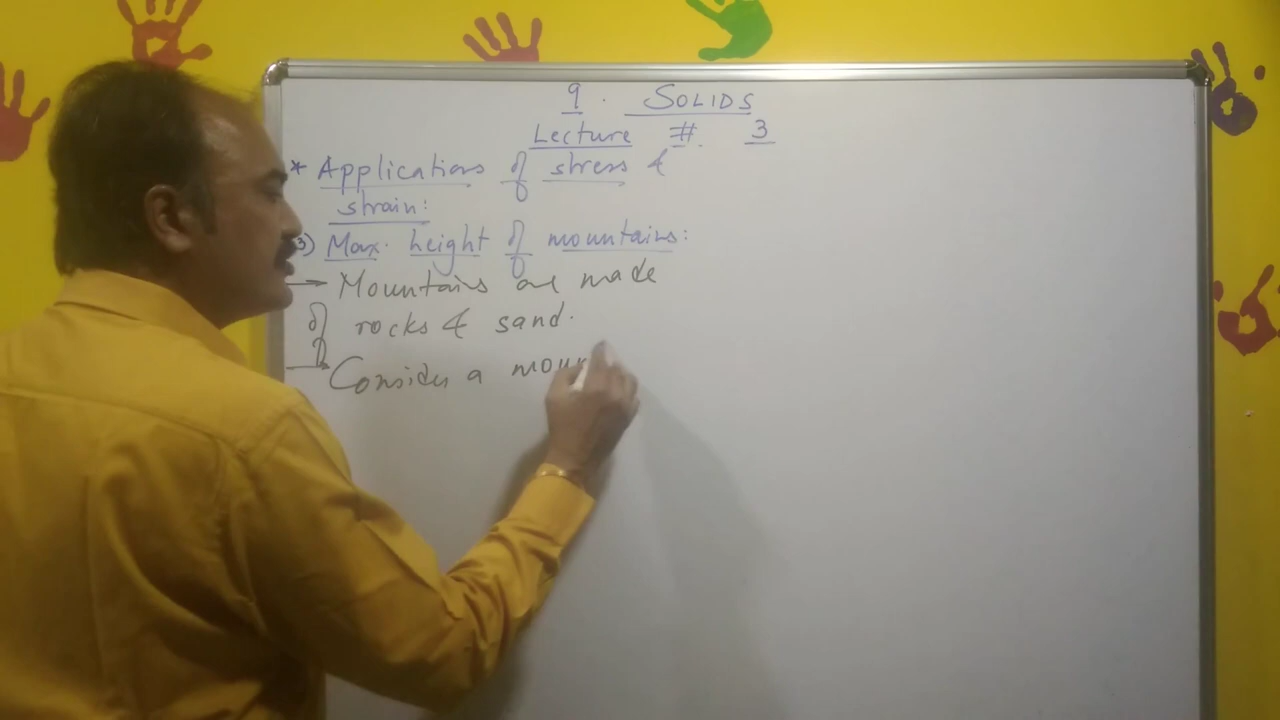 9. SOLIDS
Lecture # 3
* Applications of stress &
strain:
3) Max. height of mountains:
→ Mountains are made
of rocks & sand.
→ Consider a moun